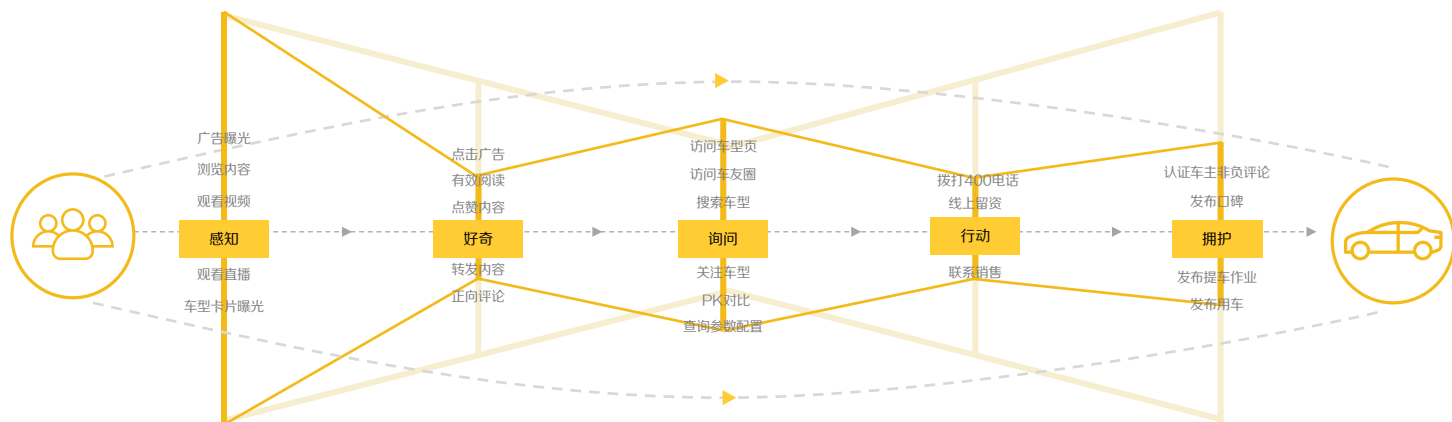 广告曝光
浏览内容
观看视频
感知
观看直播
车型卡片曝光
点击广告
有效阅读
点赞内容
好奇
转发内容
正向评论
访问车型页
访问车友圈
搜索车型
询问
关注车型
PK对比
查询参数配置
拨打400电话
线上留资
行动
联系销售
认证车主非负评论
发布口碑
拥护
发布提车作业
发布用车